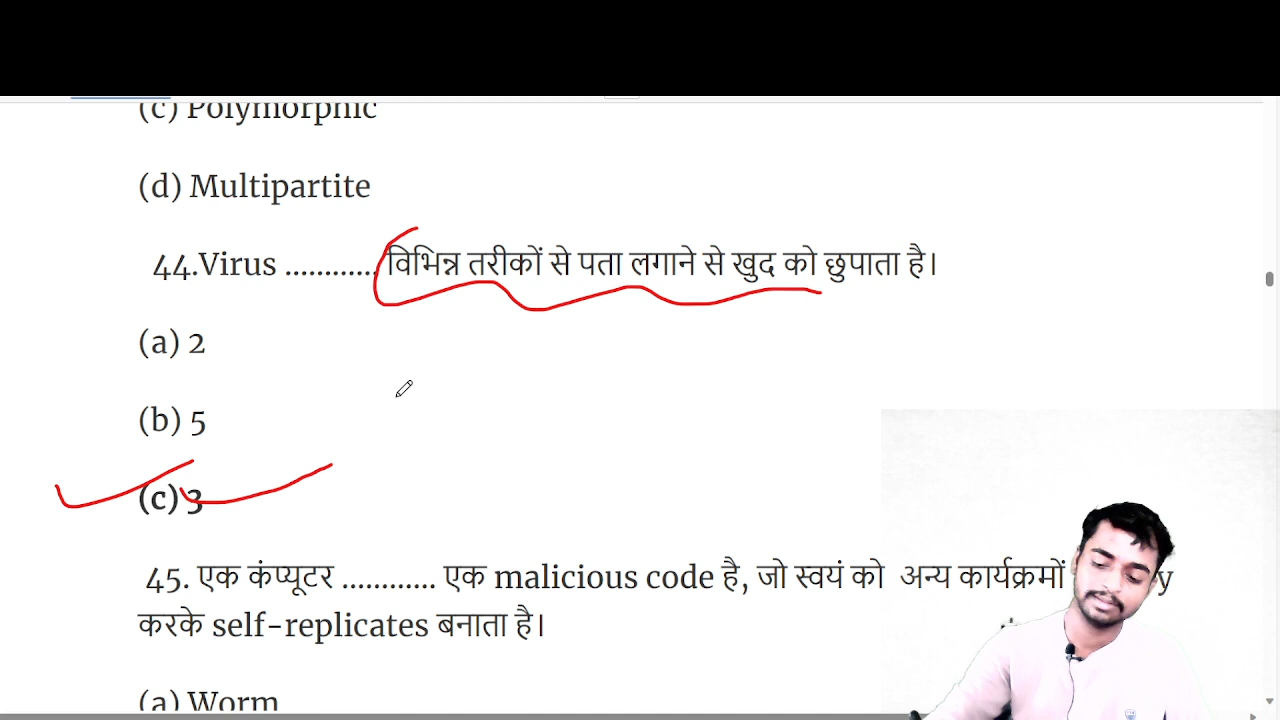 (c) Polymorphic
(d) Multipartite
44.Virus ............ विभिन्न तरीकों से पता लगाने से खुद को छुपाता है।
(a) 2
(b) 5
(c) 3
45. एक कंप्यूटर ............ एक malicious code है, जो स्वयं को अन्य कार्यक्रमों
करके self-replicates बनाता है।
(a) Worm